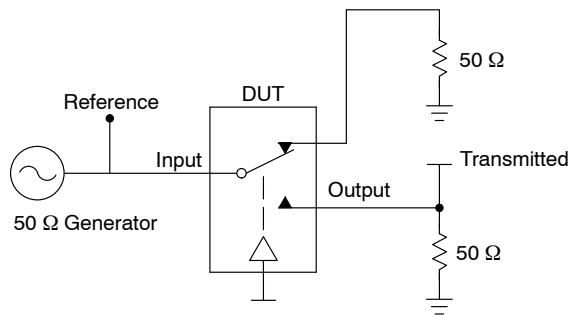 50 Ω
DUT
Reference
Input
Transmitted
Output
50 Ω Generator
50 Ω